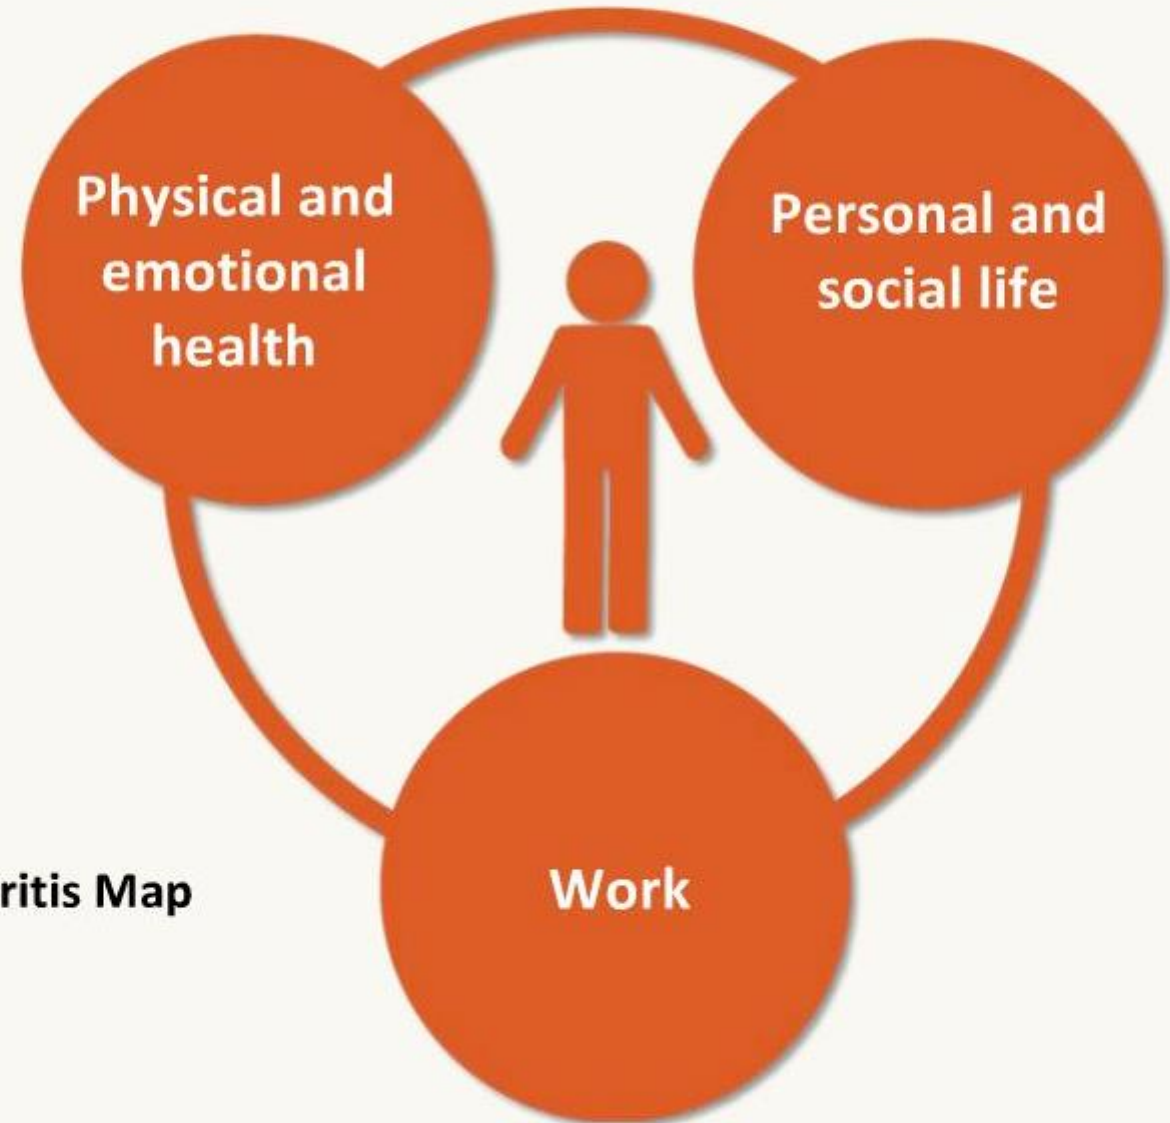 Physical and
emotional
health
Personal and
social life
Work
ritis Map